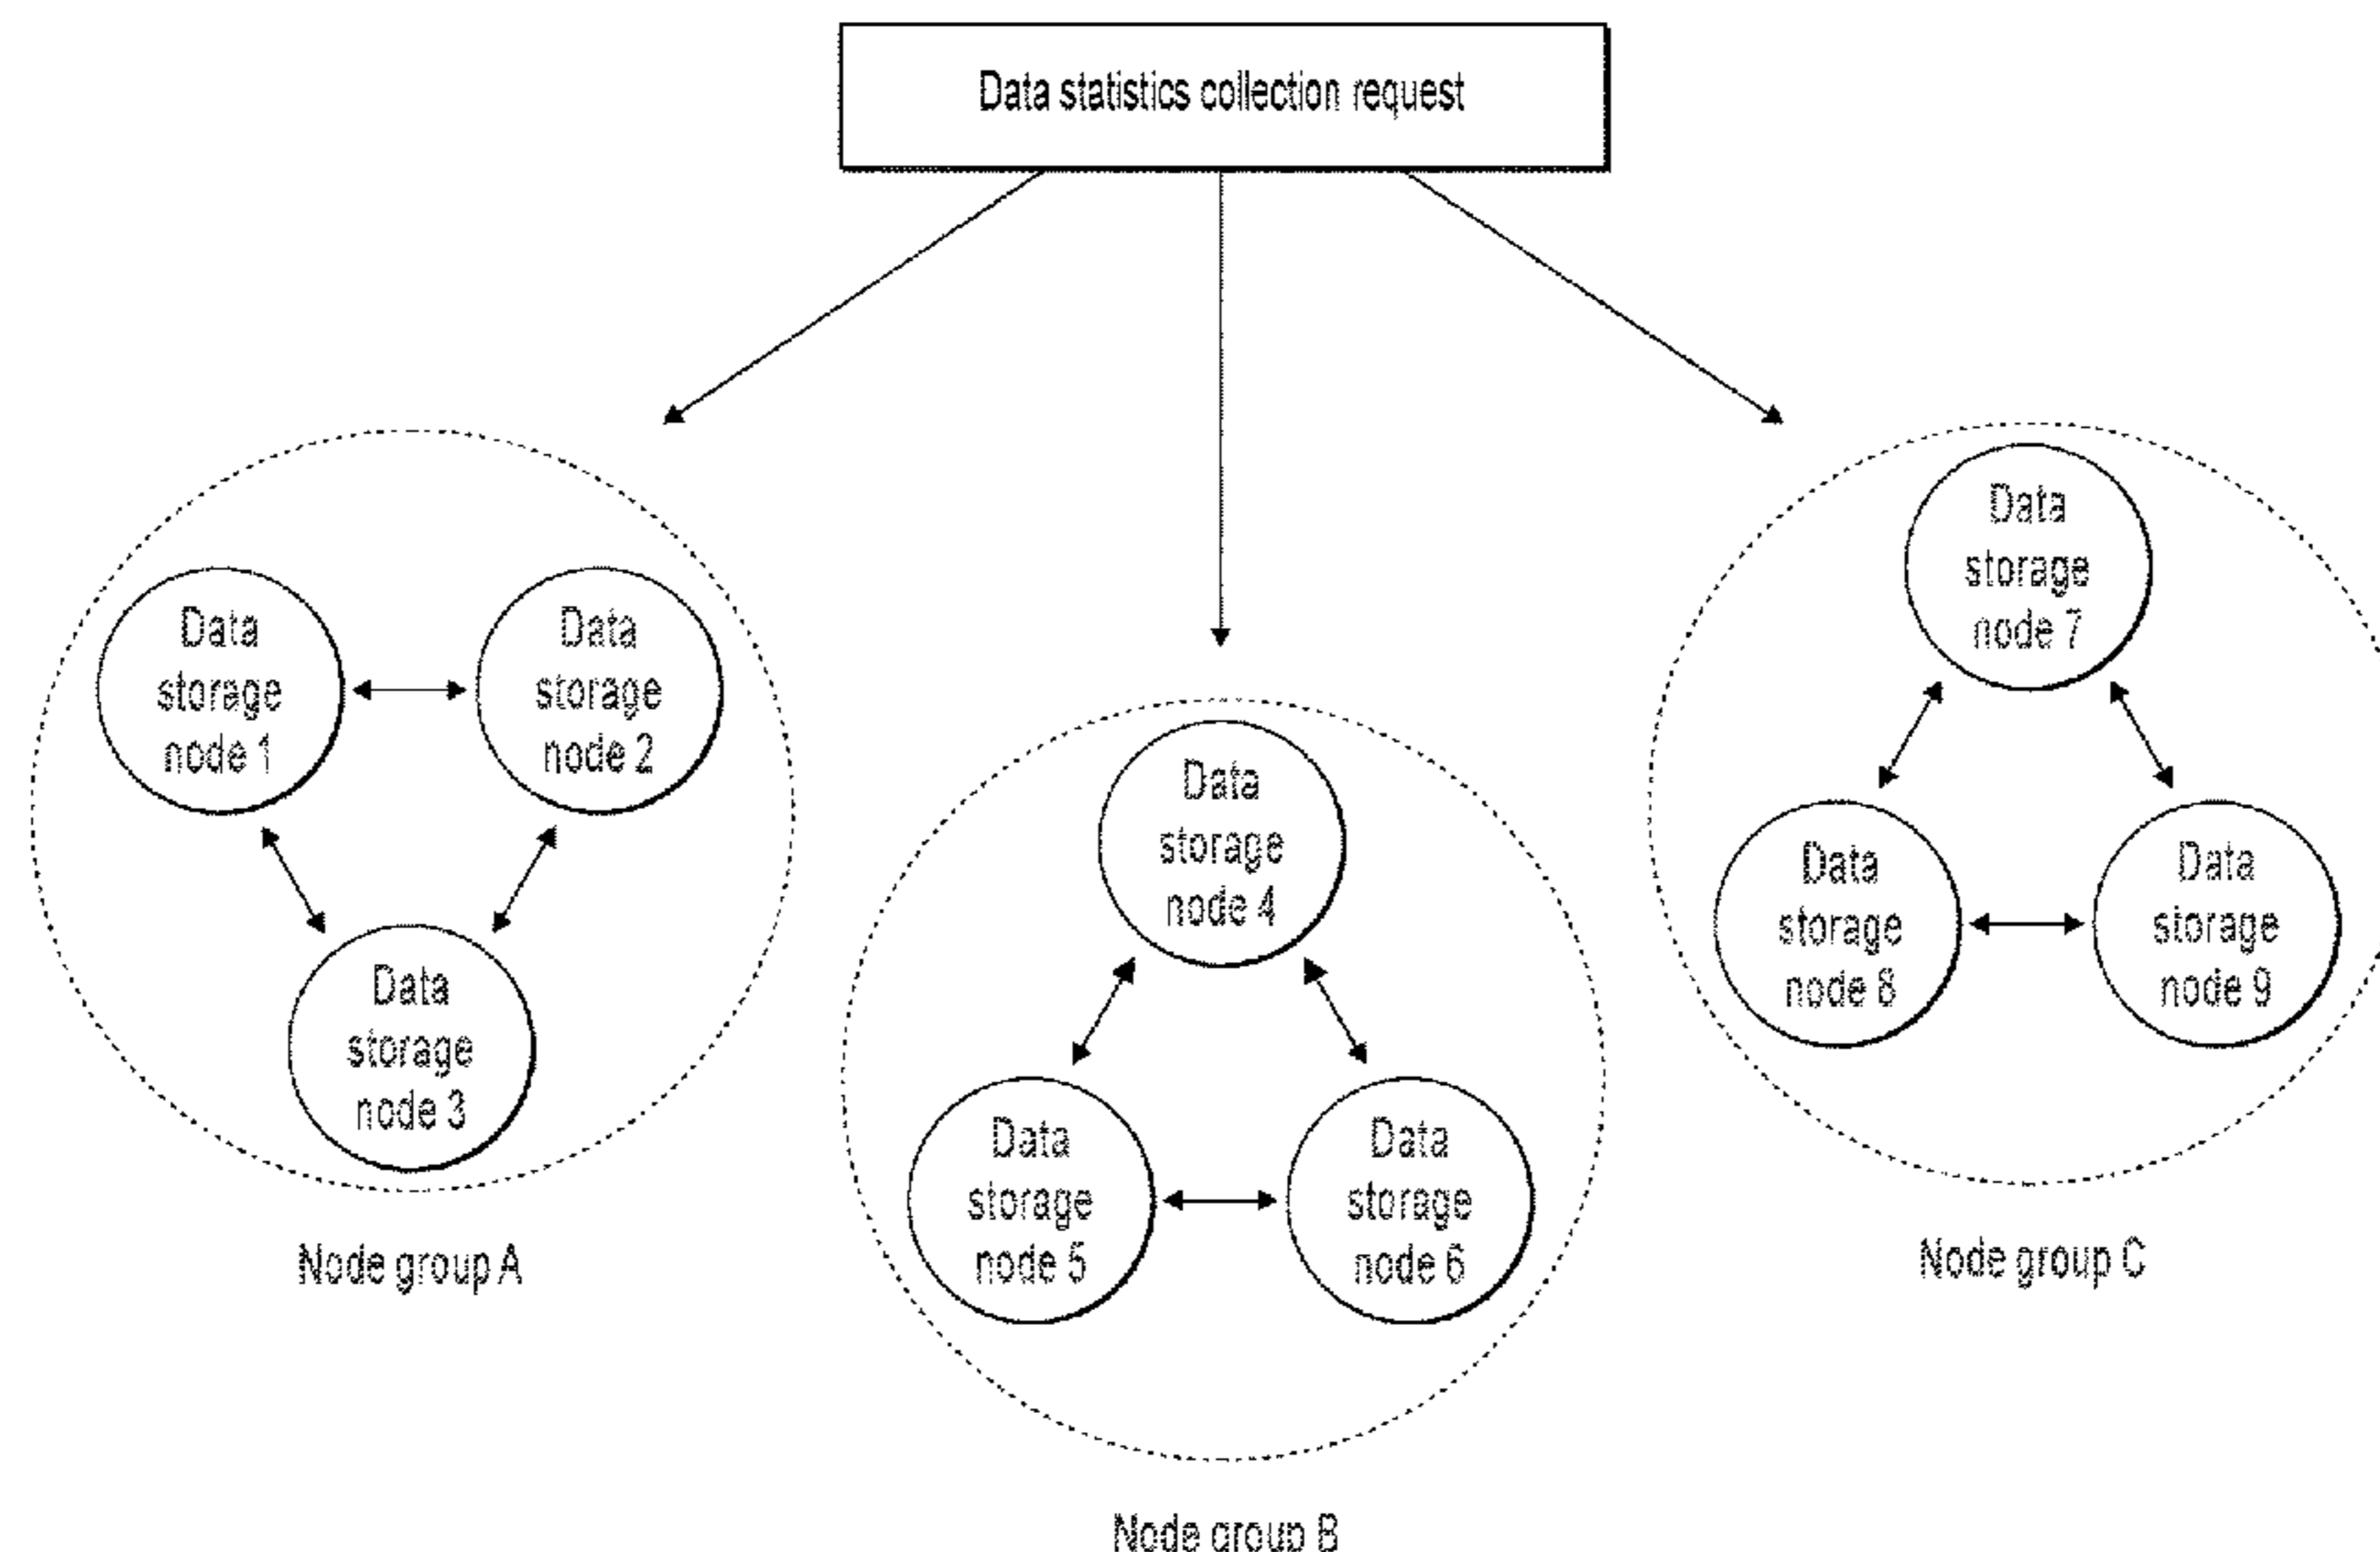 Data statistics collection request
Data
storage
node 1
Data
storage
node 2
Data
storage
node 3
Node group A
Data
storage
node 4
Data
storage
node 5
Data
storage
node 6
Node group B
Data
storage
node 7
Data
storage
node 8
Data
storage
node 9
Node group C